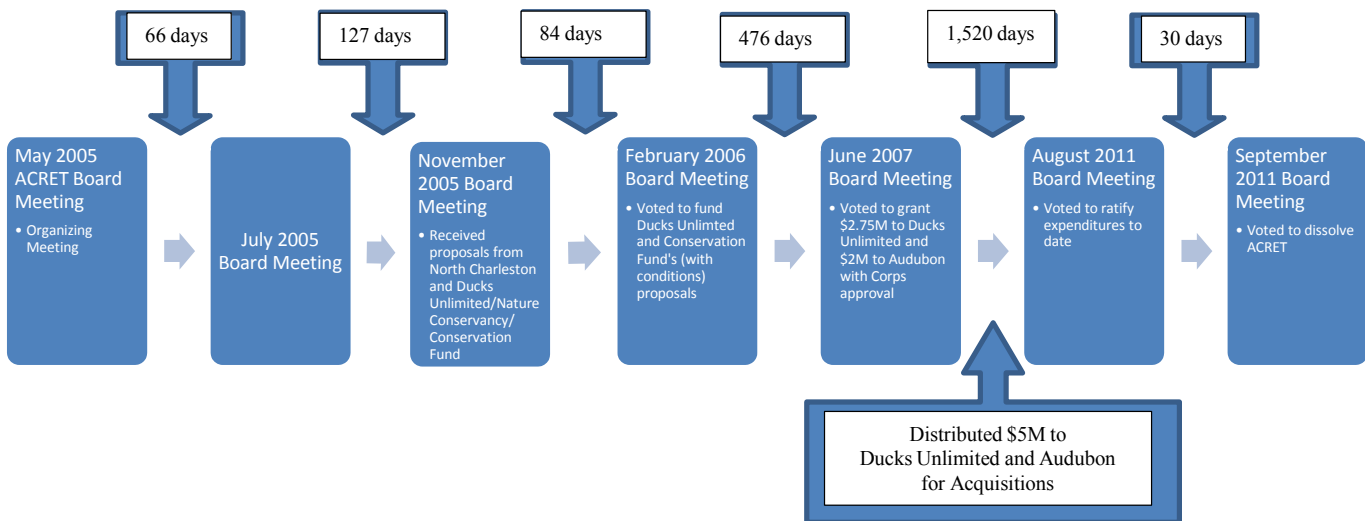 66 days
127 days
84 days
476 days
1,520 days
30 days
May 2005
ACRET Board
Meeting
• Organizing
Meeting
July 2005
Board Meeting
November
2005 Board
Meeting
• Received
proposals from
North Charleston
and Ducks
Unlimited/Nature
Conservancy/
Conservation
Fund
February 2006
Board Meeting
• Voted to fund
Ducks Unlimted
and Conservation
Fund's (with
conditions)
proposals
June 2007
Board Meeting
• Voted to grant
$2.75M to Ducks
Unlimited and
$2M to Audubon
with Corps
approval
August 2011
Board Meeting
• Voted to ratify
expenditures to
date
September
2011 Board
Meeting
• Voted to dissolve
ACRET
Distributed $5M to
Ducks Unlimited and Audubon
for Acquisitions